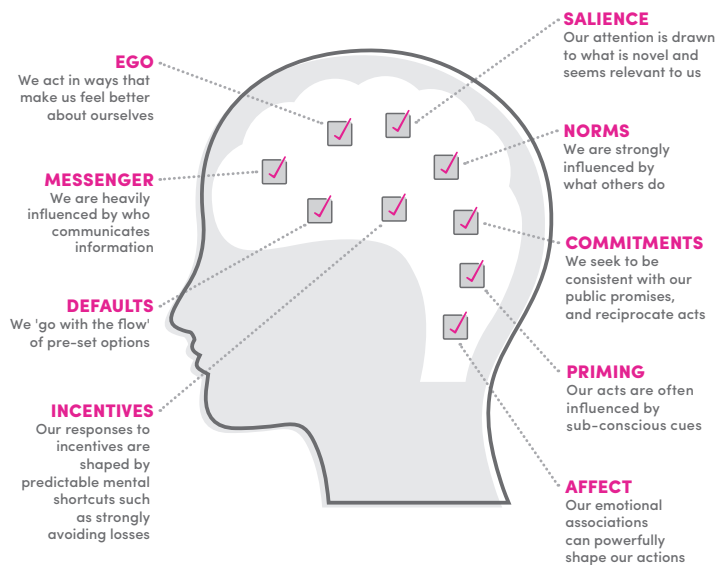 EGO
We act in ways that
make us feel better
about ourselves
MESSENGER
We are heavily
influenced by who
communicates
information
DEFAULTS
We 'go with the flow'
of pre-set options
INCENTIVES
Our responses to
incentives are
shaped by
predictable mental
shortcuts such
as strongly
avoiding losses
SALIENCE
Our attention is drawn
to what is novel and
seems relevant to us
NORMS
We are strongly
influenced by
what others do
COMMITMENTS
We seek to be
consistent with our
public promises,
and reciprocate acts
PRIMING
Our acts are often
influenced by
sub-conscious cues
AFFECT
Our emotional
associations
can powerfully
shape our actions